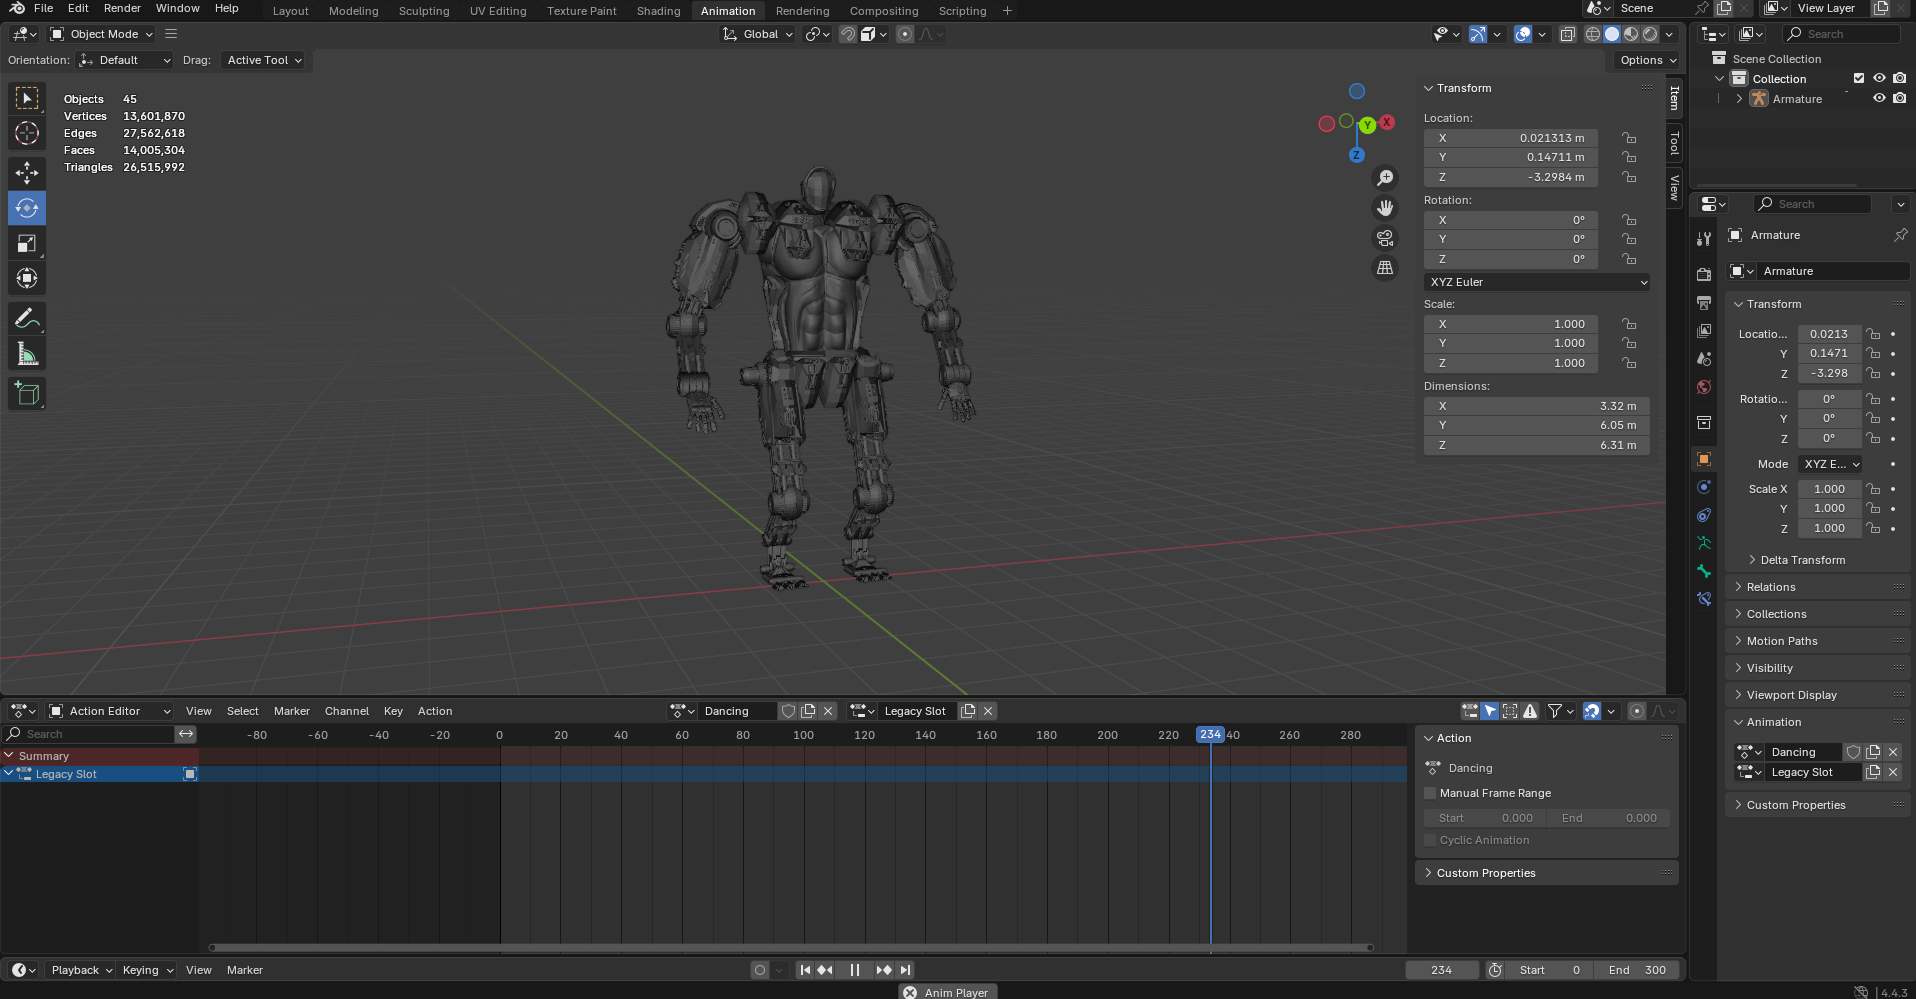 File Edit Render Window Help Layout Modeling Sculpting UV Editing Texture Paint Shading Animation Rendering Compositing Scripting + Scene View Layer
Object Mode Global Search
Orientation: Default Drag: Active Tool Options
Scene Collection
Collection
Armature
Objects 45
Vertices 13,601,870
Edges 27,562,618
Faces 14,005,304
Triangles 26,515,992
Y X
Z
Transform
Location:
X 0.021313 m
Y 0.14711 m
Z -3.2984 m
Rotation:
X 0°
Y 0°
Z 0°
XYZ Euler
Scale:
X 1.000
Y 1.000
Z 1.000
Dimensions:
X 3.32 m
Y 6.05 m
Z 6.31 m
Item
Tool
View
Search
Armature
Armature
Transform
Locatio... 0.0213
Y 0.1471
Z -3.298
Rotatio... 0°
Y 0°
Z 0°
Mode XYZ E...
Scale X 1.000
Y 1.000
Z 1.000
Delta Transform
Relations
Collections
Motion Paths
Visibility
Viewport Display
Animation
Dancing
Legacy Slot
Custom Properties
Action Editor View Select Marker Channel Key Action Dancing Legacy Slot
Search -80 -60 -40 -20 0 20 40 60 80 100 120 140 160 180 200 220 234 40 260 280
Summary
Legacy Slot
Action
Dancing
Manual Frame Range
Start 0.000 End 0.000
Cyclic Animation
Custom Properties
Playback Keying View Marker 234 Start 0 End 300
Anim Player 4.4.3